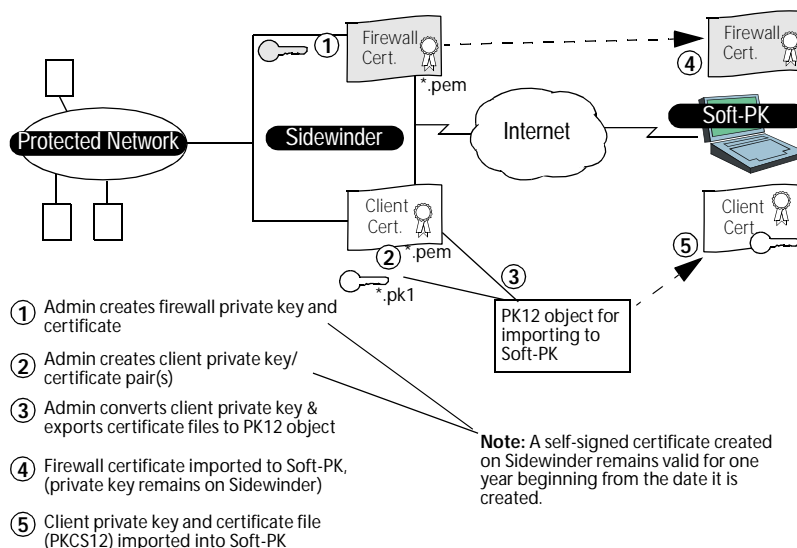 1
Firewall
Cert.
*.pem
4
Firewall
Cert.
Protected Network
Sidewinder
Internet
Soft-PK
Client
Cert.
2
*.pem
*.pk1
3
5
Client
Cert.
PK12 object for
importing to
Soft-PK
1 Admin creates firewall private key and
certificate
2 Admin creates client private key/
certificate pair(s)
3 Admin converts client private key &
exports certificate files to PK12 object
4 Firewall certificate imported to Soft-PK,
(private key remains on Sidewinder)
5 Client private key and certificate file
(PKCS12) imported into Soft-PK
Note: A self-signed certificate created
on Sidewinder remains valid for one
year beginning from the date it is
created.